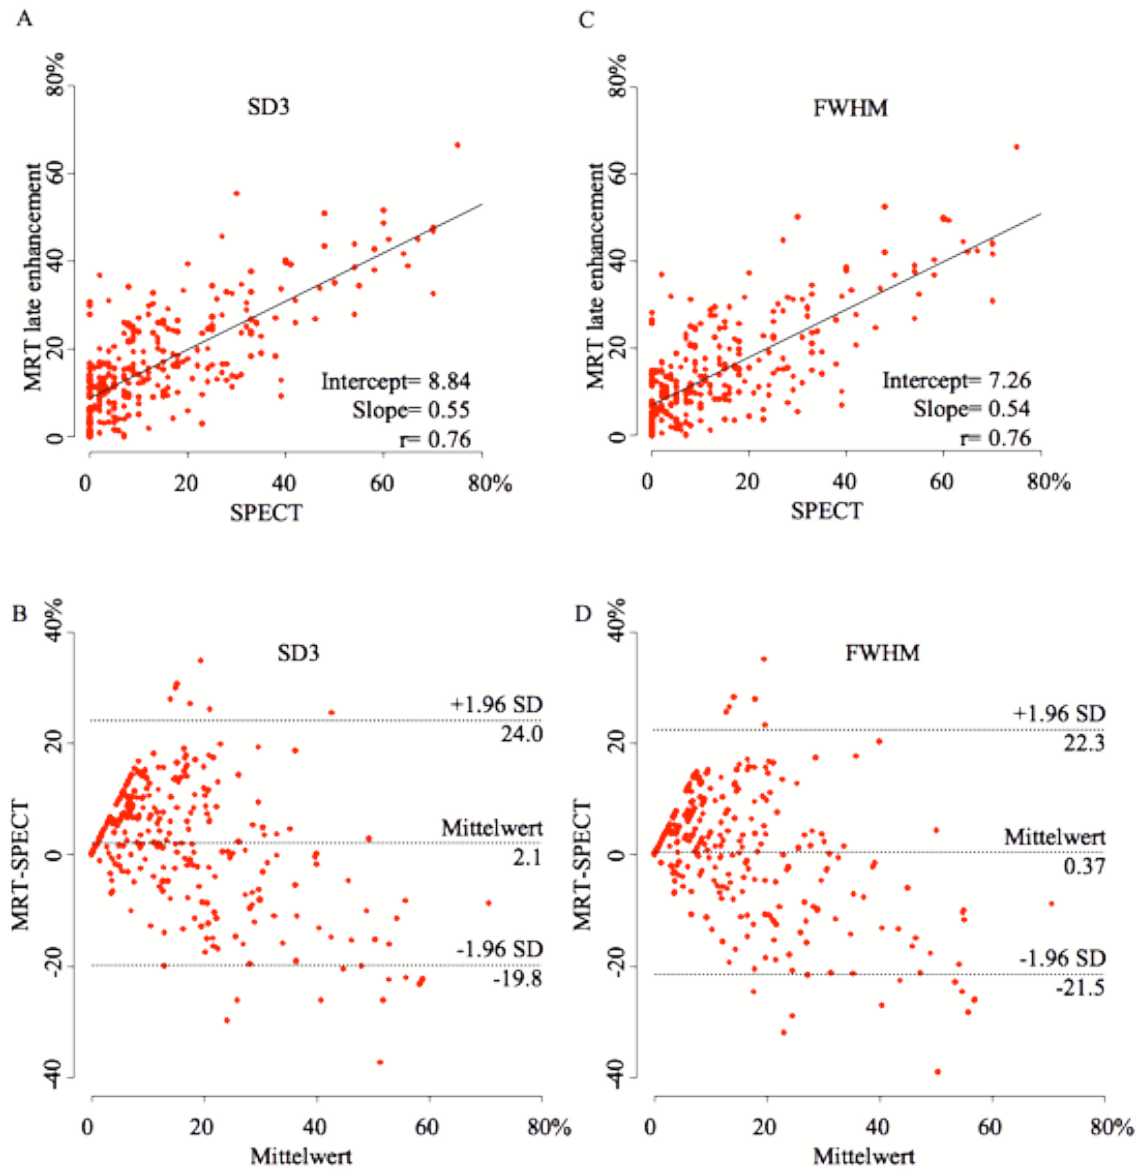 A
80%
60
40
20
0
MRT late enhancement
SD3
Intercept= 8.84
Slope= 0.55
r= 0.76
0 20 40 60 80%
SPECT
C
80%
60
40
20
0
MRT late enhancement
FWHM
Intercept= 7.26
Slope= 0.54
r= 0.76
0 20 40 60 80%
SPECT
B
40%
20
0
-20
-40
MRT-SPECT
SD3
+1.96 SD
24.0
Mittelwert
2.1
-1.96 SD
-19.8
0 20 40 60 80%
Mittelwert
D
40%
20
0
-20
-40
MRT-SPECT
FWHM
+1.96 SD
22.3
Mittelwert
0.37
-1.96 SD
-21.5
0 20 40 60 80%
Mittelwert